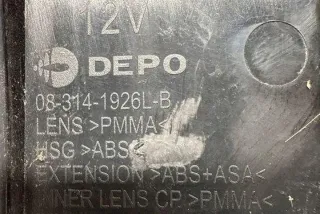 12V
DEPO
08-314-1926L-B
LENS >PMMA<
HSG >ABS<
EXTENSION >ABS+ASA<
INNER LENS CP >PMMA<